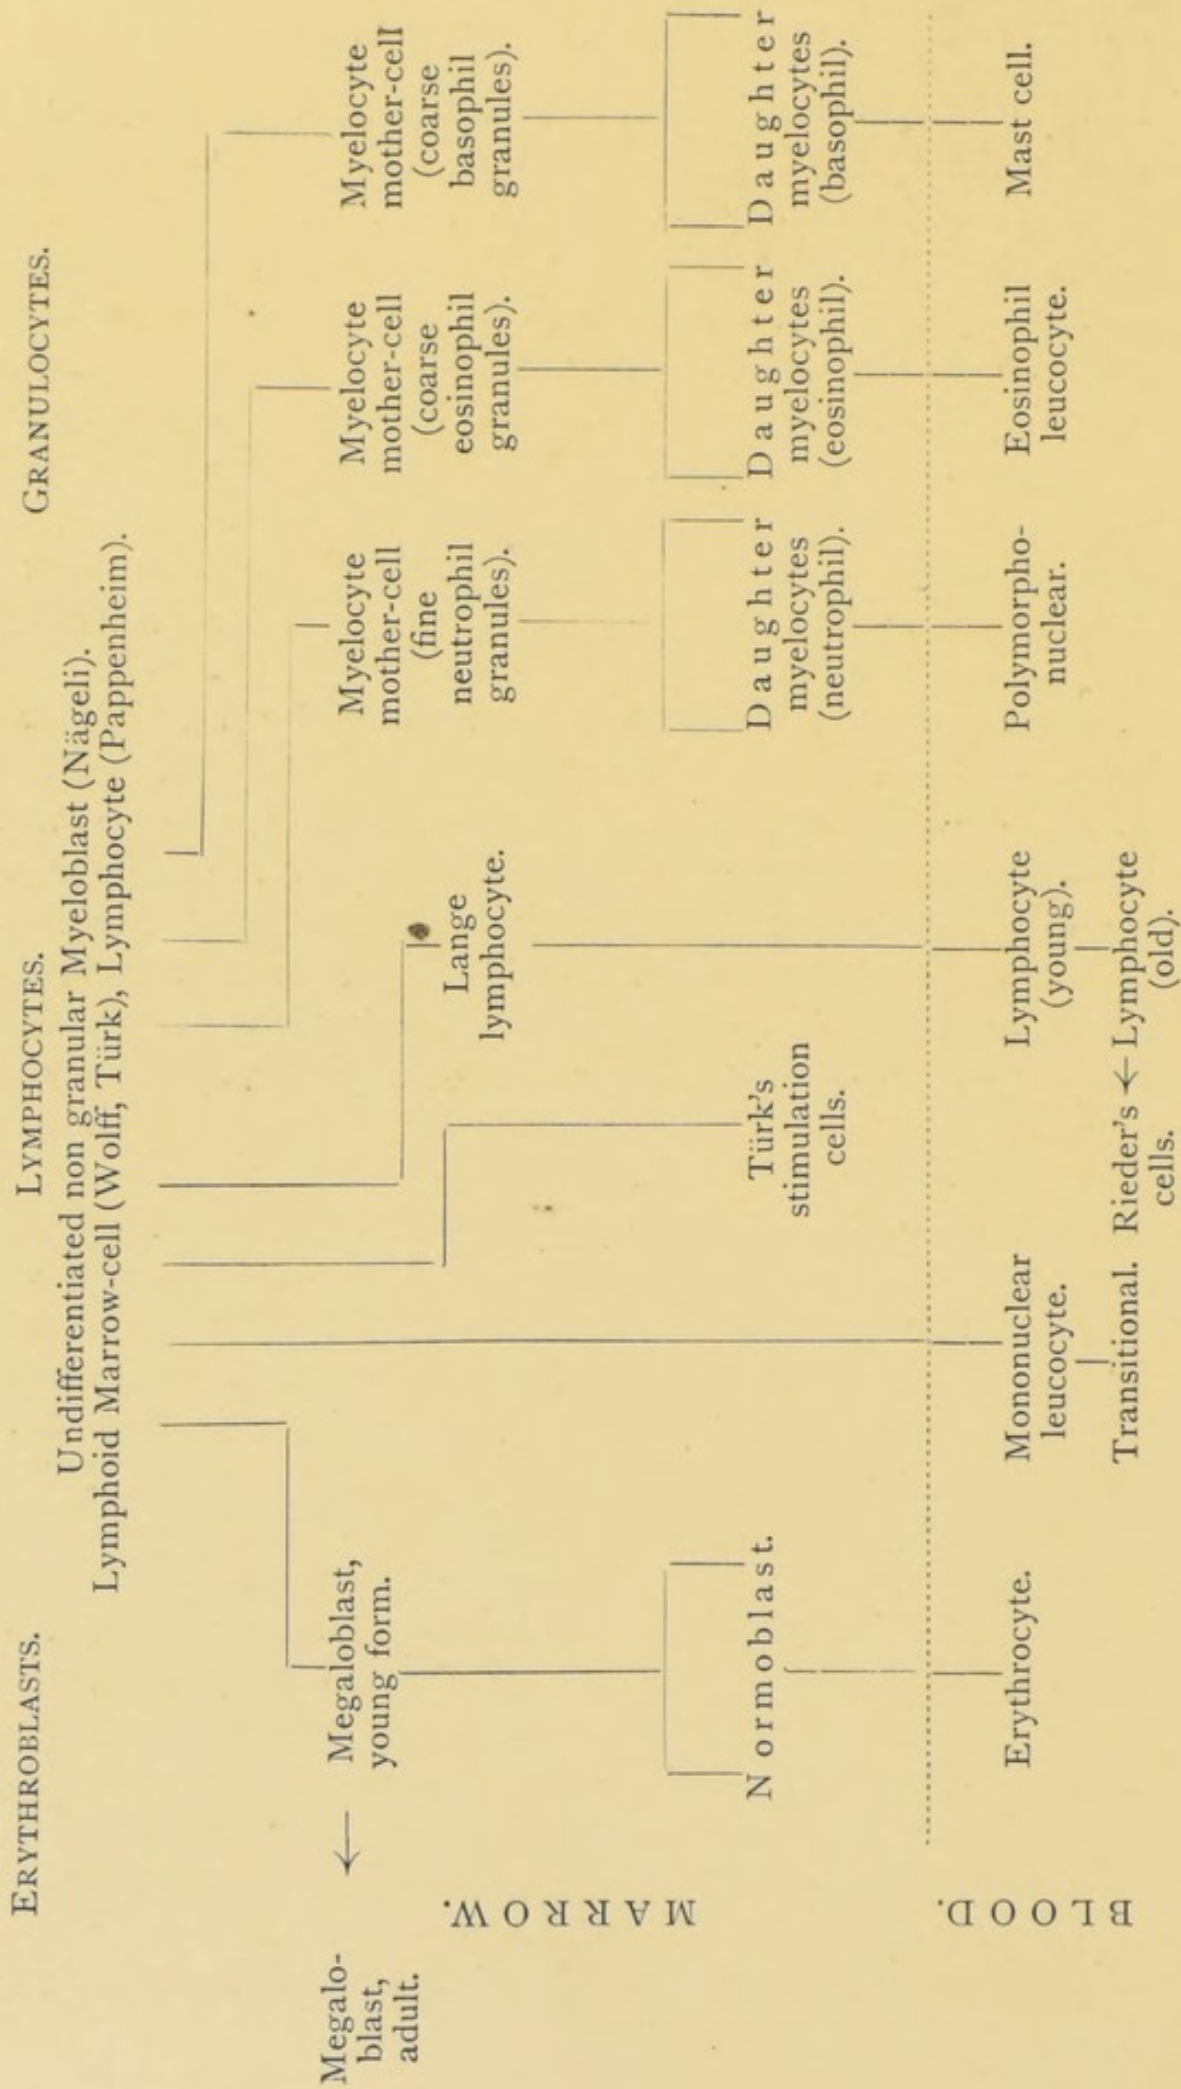 ERYTHROBLASTS.
LYMPHOCYTES.
GRANULOCYTES.
Undifferentiated non granular Myeloblast (Nägeli).
Lymphoid Marrow-cell (Wolff, Türk), Lymphocyte (Pappenheim).
Megalo-
blast,
adult.
←
Megaloblast,
young form.
Myelocyte
mother-cell
(fine
neutrophil
granules).
Myelocyte
mother-cell
(coarse
eosinophil
granules).
Myelocyte
mother-cell
(coarse
basophil
granules).
Lange
lymphocyte.
MARROW.
Normoblast.
Türk's
stimulation
cells.
Daughter
myelocytes
(neutrophil).
Daughter
myelocytes
(eosinophil).
Daughter
myelocytes
(basophil).
BLOOD.
Erythrocyte.
Mononuclear
leucocyte.
Transitional.
Lymphocyte
(young).
Rieder's ← Lymphocyte
cells.
(old).
Polymorpho-
nuclear.
Eosinophil
leucocyte.
Mast cell.